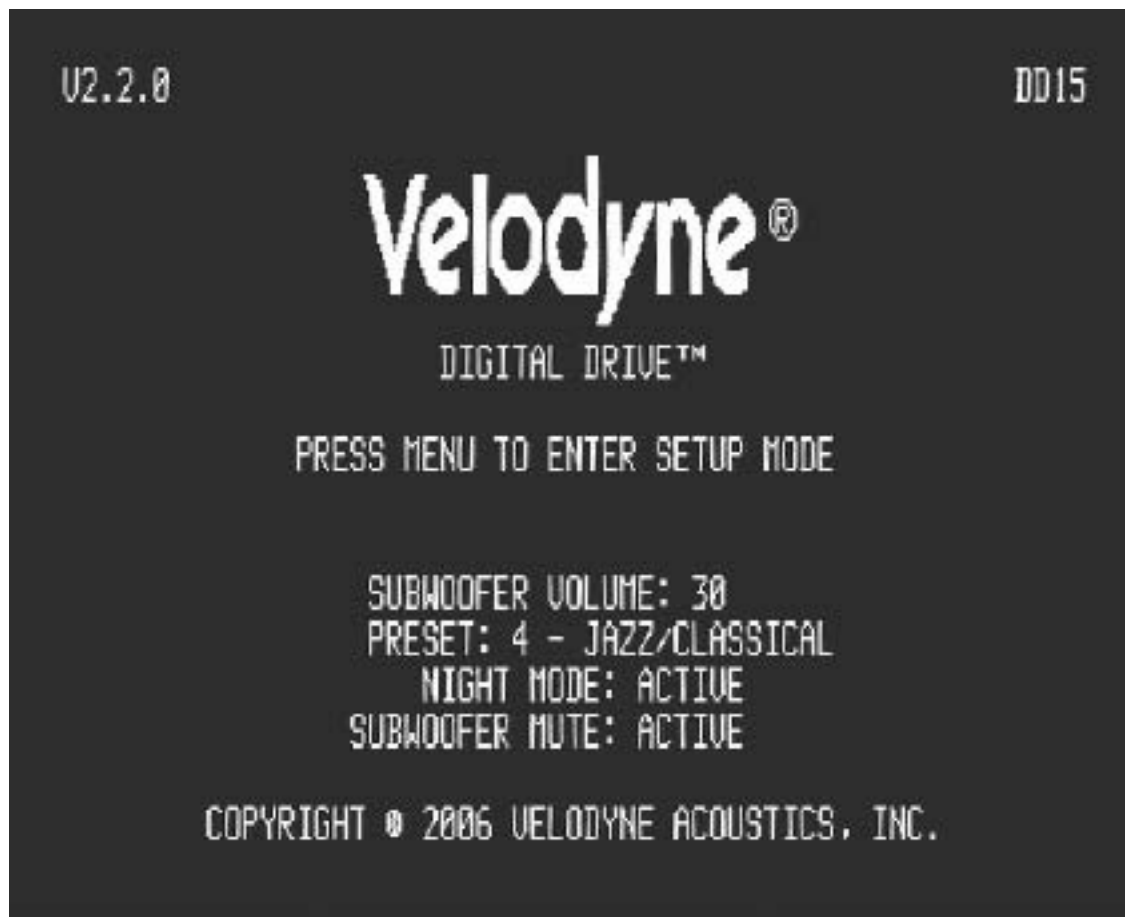 V2.2.0 DD15
Velodyne®
DIGITAL DRIVE™
PRESS MENU TO ENTER SETUP MODE
SUBWOOFER VOLUME: 30
PRESET: 4 - JAZZ/CLASSICAL
NIGHT MODE: ACTIVE
SUBWOOFER MUTE: ACTIVE
COPYRIGHT © 2006 VELODYNE ACOUSTICS, INC.